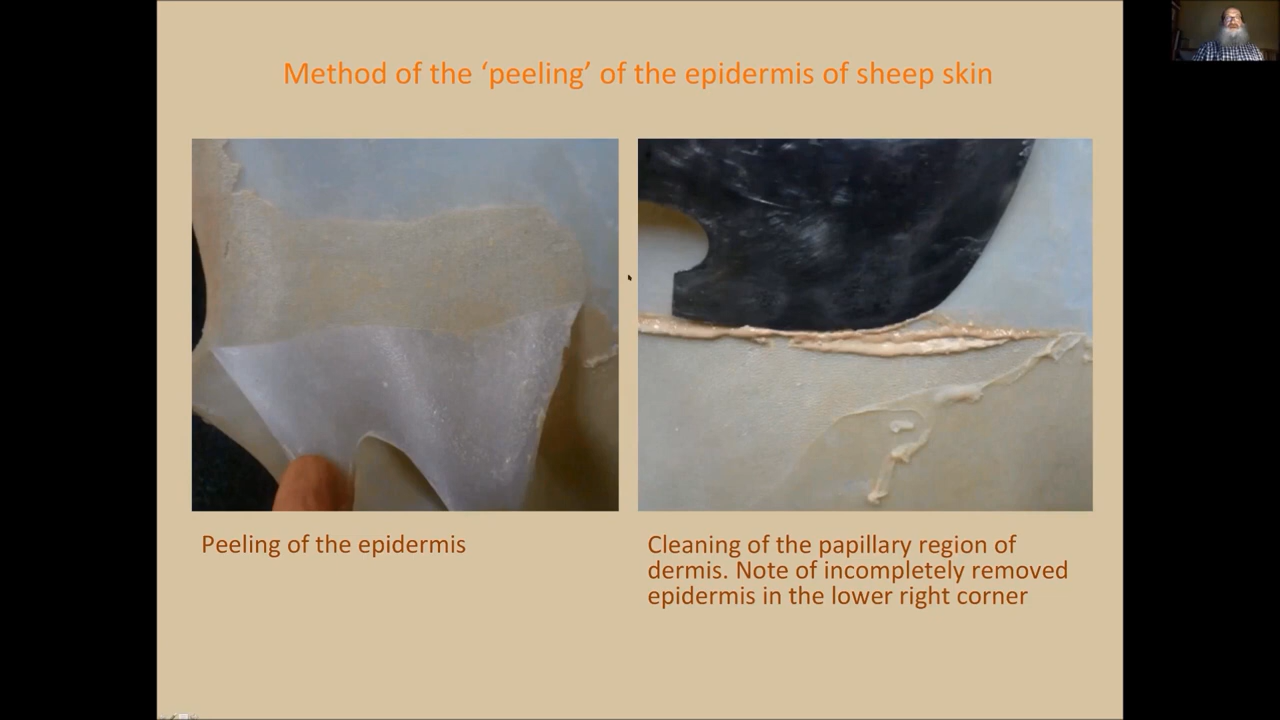 Method of the ‘peeling’ of the epidermis of sheep skin
Peeling of the epidermis
Cleaning of the papillary region of
dermis. Note of incompletely removed
epidermis in the lower right corner